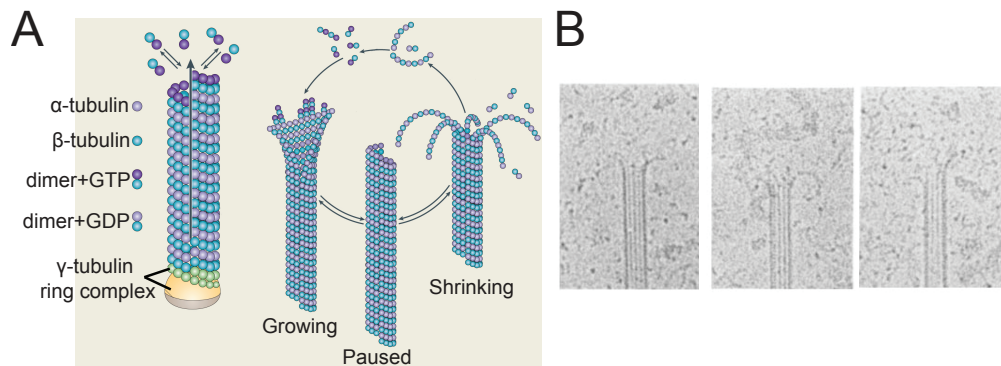 A
B
α-tubulin
β-tubulin
dimer+GTP
dimer+GDP
γ-tubulin
ring complex
Growing
Paused
Shrinking